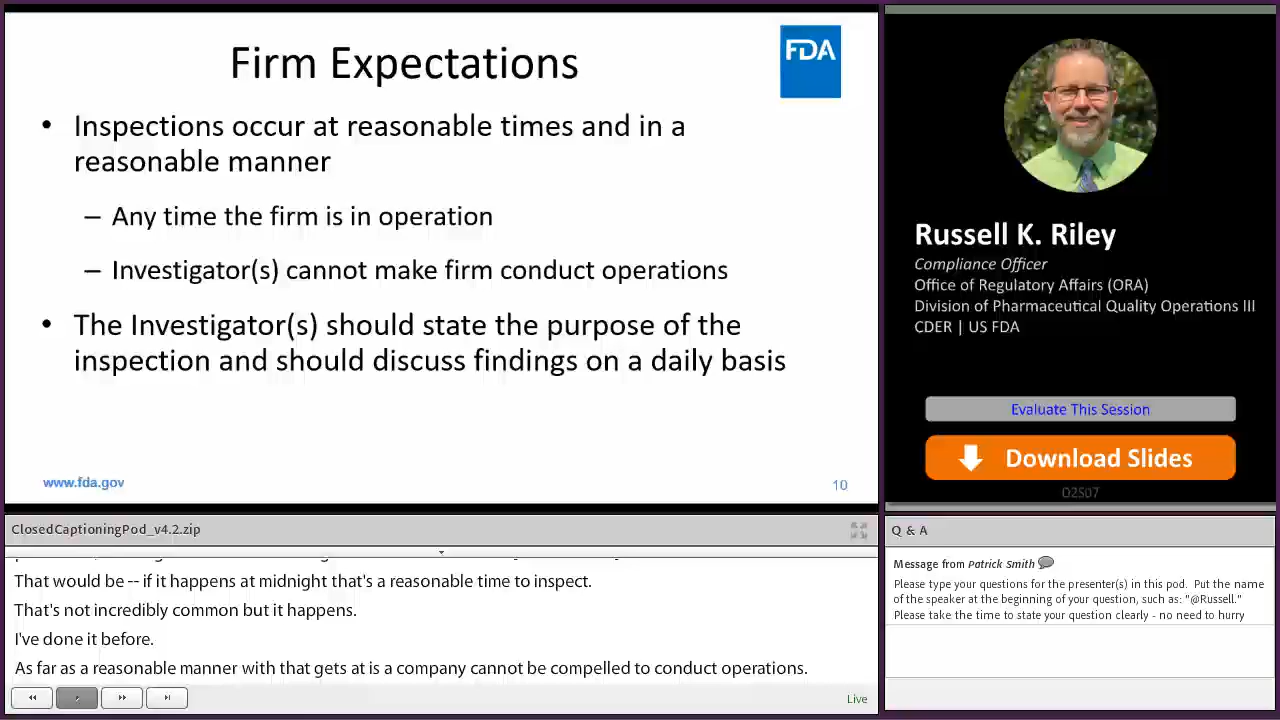 Firm Expectations
FDA
• Inspections occur at reasonable times and in a
reasonable manner
– Any time the firm is in operation
– Investigator(s) cannot make firm conduct operations
• The Investigator(s) should state the purpose of the
inspection and should discuss findings on a daily basis
www.fda.gov
10
Russell K. Riley
Compliance Officer
Office of Regulatory Affairs (ORA)
Division of Pharmaceutical Quality Operations III
CDER | US FDA
Evaluate This Session
Download Slides
O2S07
ClosedCaptioningPod_v4.2.zip
That would be -- if it happens at midnight that's a reasonable time to inspect.
That's not incredibly common but it happens.
I've done it before.
As far as a reasonable manner with that gets at is a company cannot be compelled to conduct operations.
Live
Q & A
Message from Patrick Smith
Please type your questions for the presenter(s) in this pod. Put the name
of the speaker at the beginning of your question, such as: "@Russell."
Please take the time to state your question clearly - no need to hurry